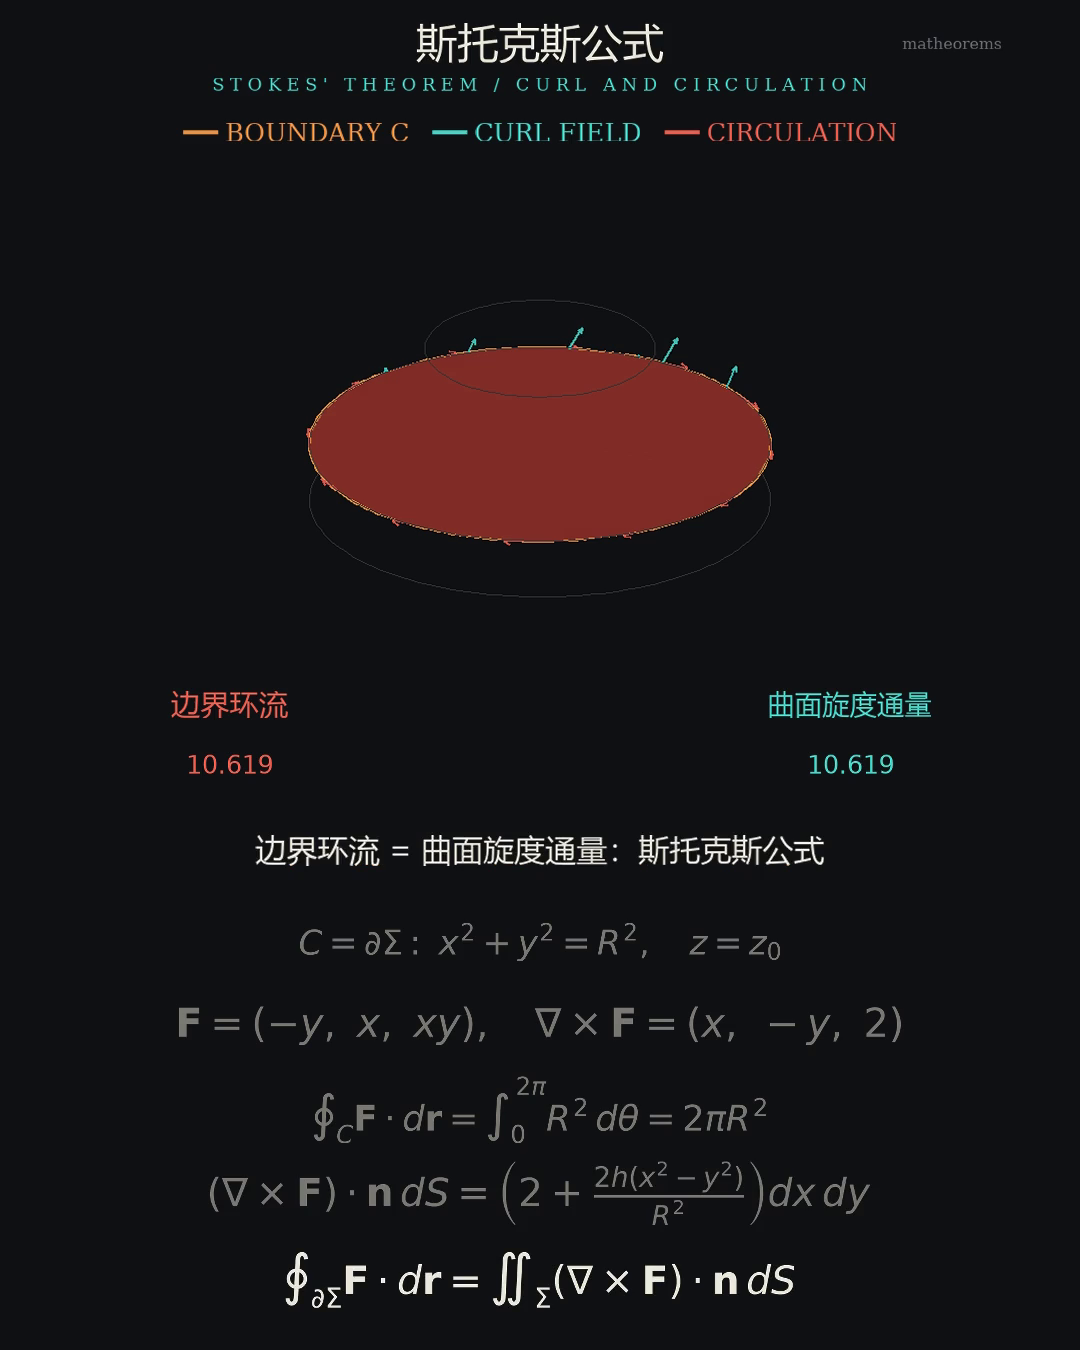 斯托克斯公式
matheorems
STOKES' THEOREM / CURL AND CIRCULATION
BOUNDARY C CURL FIELD CIRCULATION
边界环流 曲面旋度通量
10.619 10.619
边界环流 = 曲面旋度通量：斯托克斯公式
C = ∂Σ : x² + y² = R², z = z₀
𝐅 = (−y, x, xy), ∇ × 𝐅 = (x, −y, 2)
∮_C 𝐅 · d𝐫 = ∫₀^{2π} R² dθ = 2πR²
(∇ × 𝐅) · 𝐧 dS = (2 + \frac{2h(x² − y²)}{R²}) dx dy
∮_{∂Σ} 𝐅 · d𝐫 = ∬_Σ (∇ × 𝐅) · 𝐧 dS